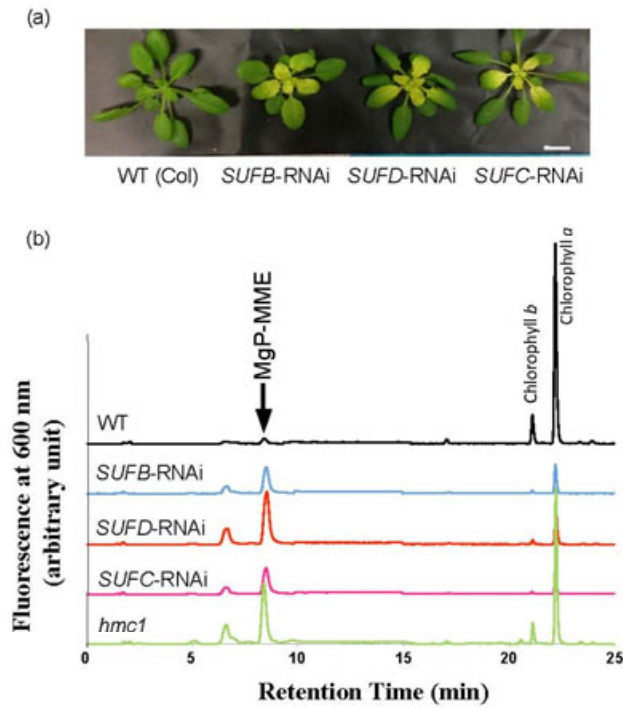 (a)
WT (Col) SUFB-RNAi SUFD-RNAi SUFC-RNAi
(b)
Fluorescence at 600 nm
(arbitrary unit)
MgP-MME
Chlorophyll b
Chlorophyll a
WT
SUFB-RNAi
SUFD-RNAi
SUFC-RNAi
hmc1
0 5 10 15 20 25
Retention Time (min)